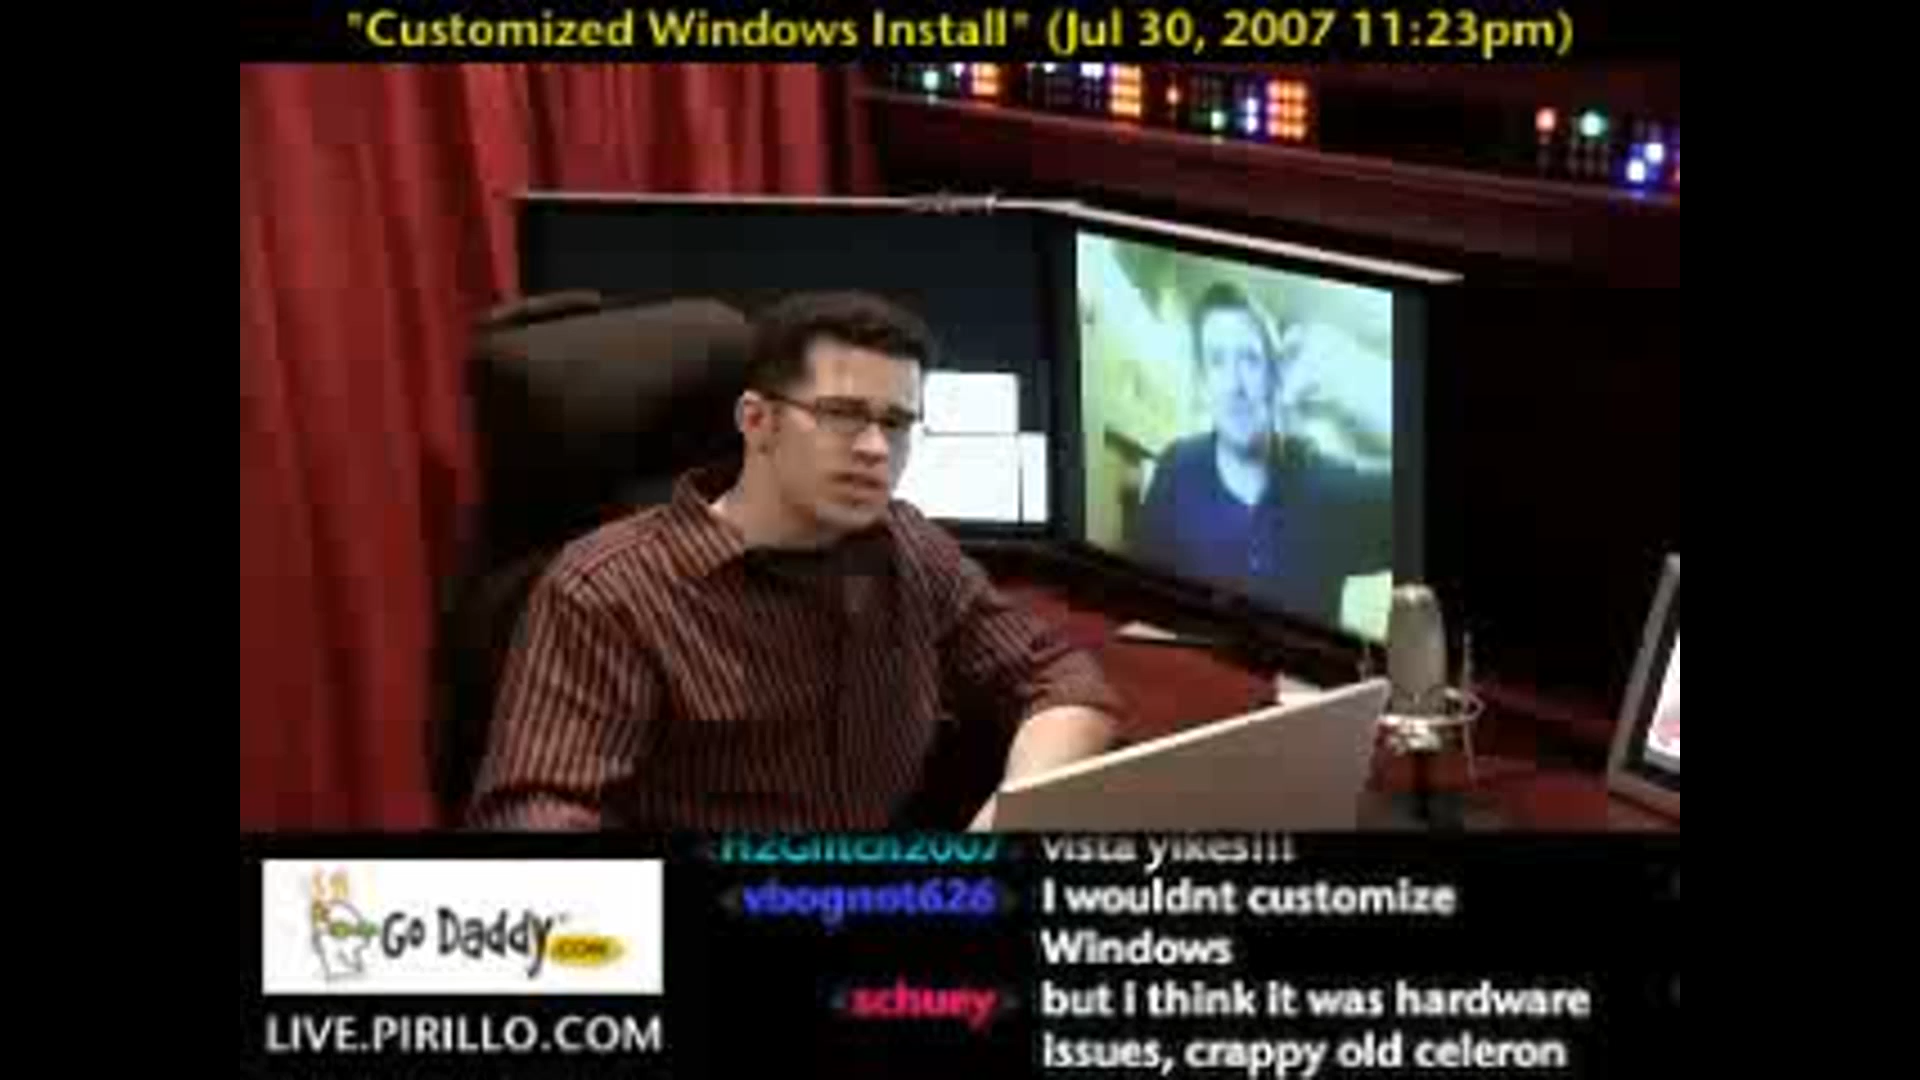 "Customized Windows Install" (Jul 30, 2007 11:23pm)
vista yikes!!!
vbognot626 I wouldnt customize
Windows
schuey but i think it was hardware
issues, crappy old celeron
Go Daddy.COM
LIVE.PIRILLO.COM